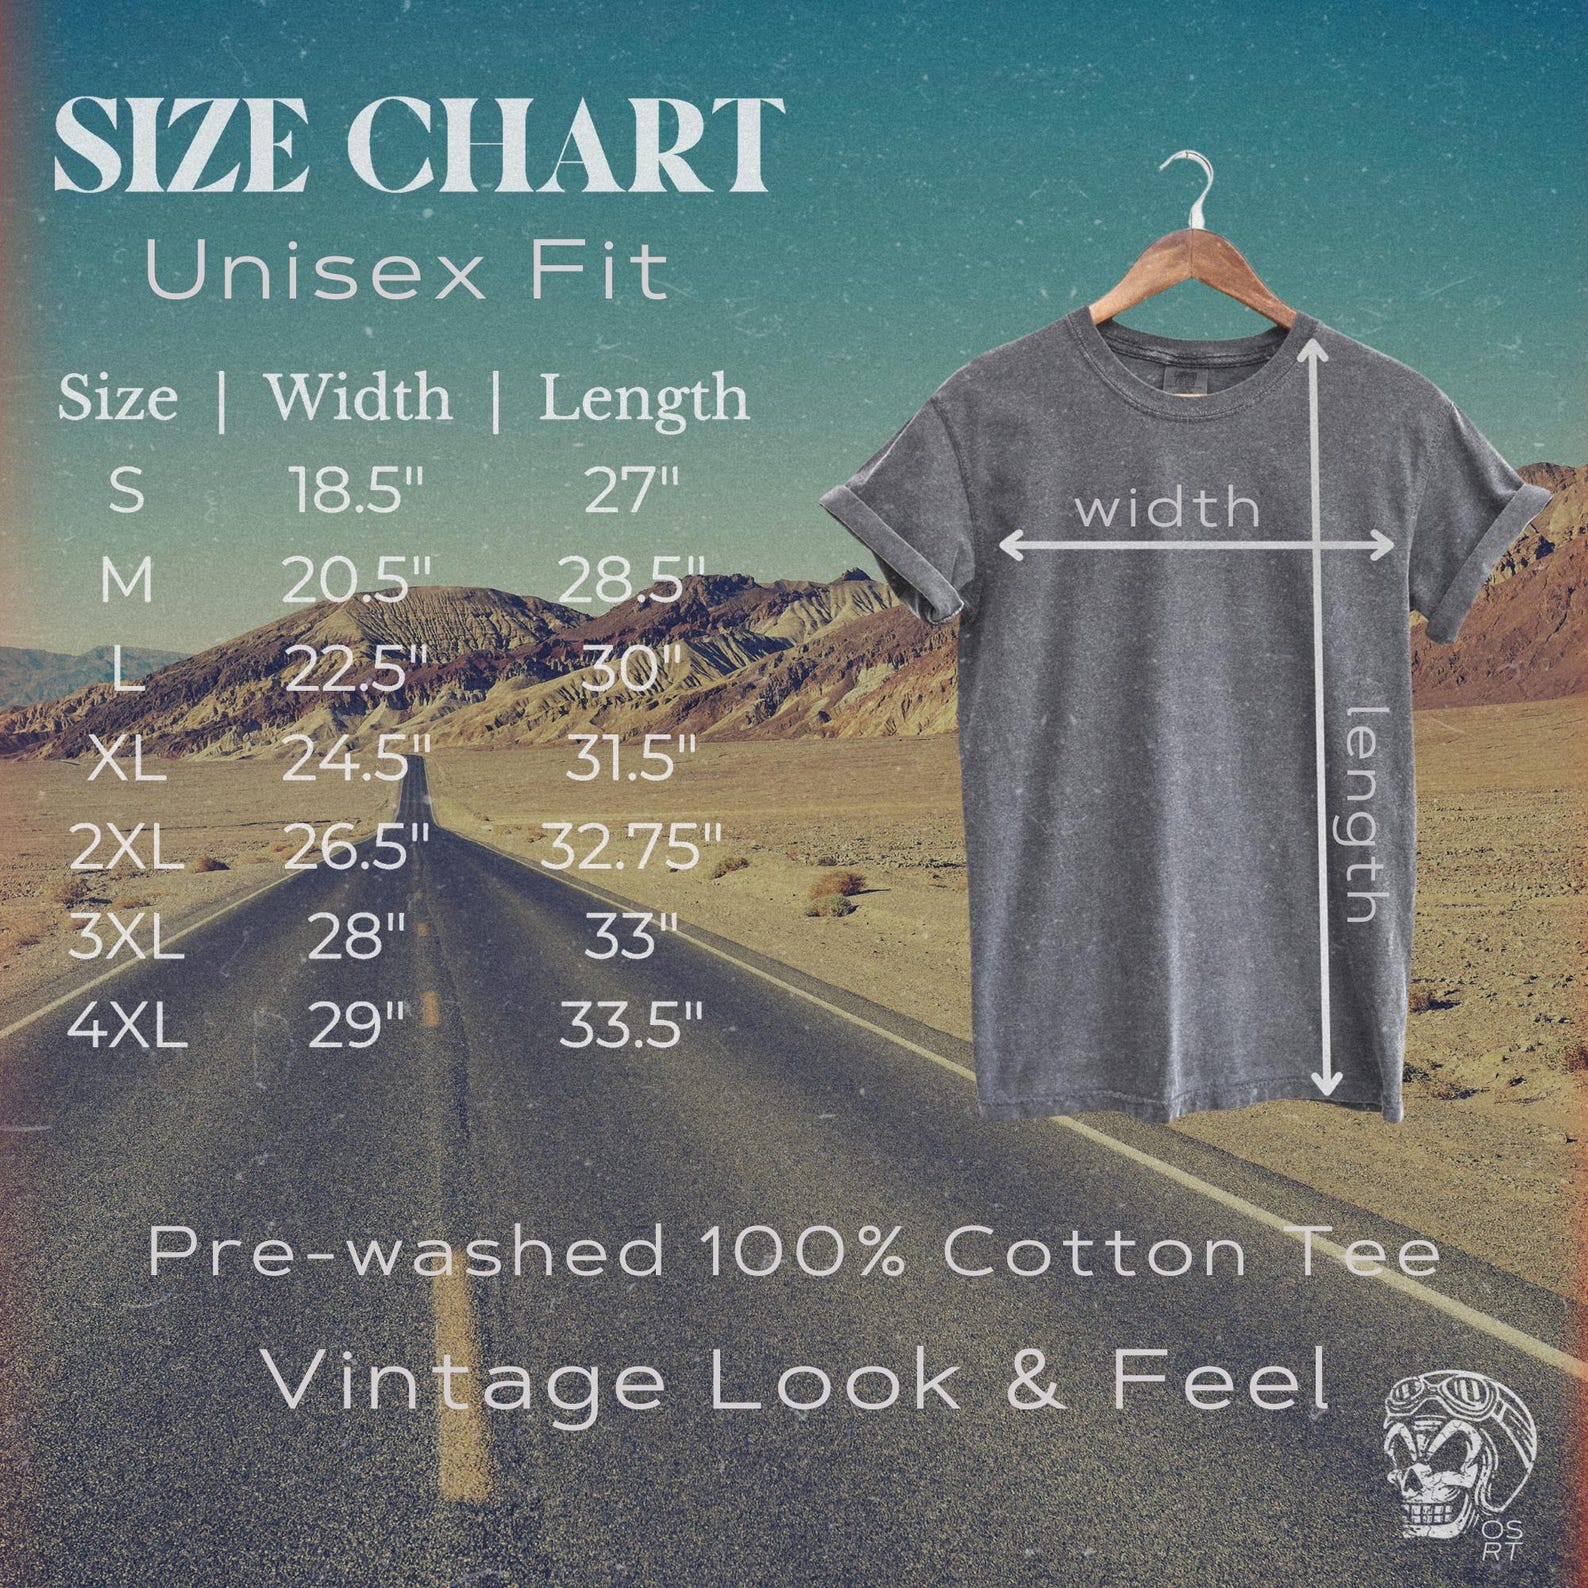 SIZE CHART
Unisex Fit
Size | Width | Length
S 18.5" 27"
M 20.5" 28.5"
L 22.5" 30"
XL 24.5" 31.5"
2XL 26.5" 32.75"
3XL 28" 33"
4XL 29" 33.5"
width
length
Pre-washed 100% Cotton Tee
Vintage Look & Feel
OS
RT